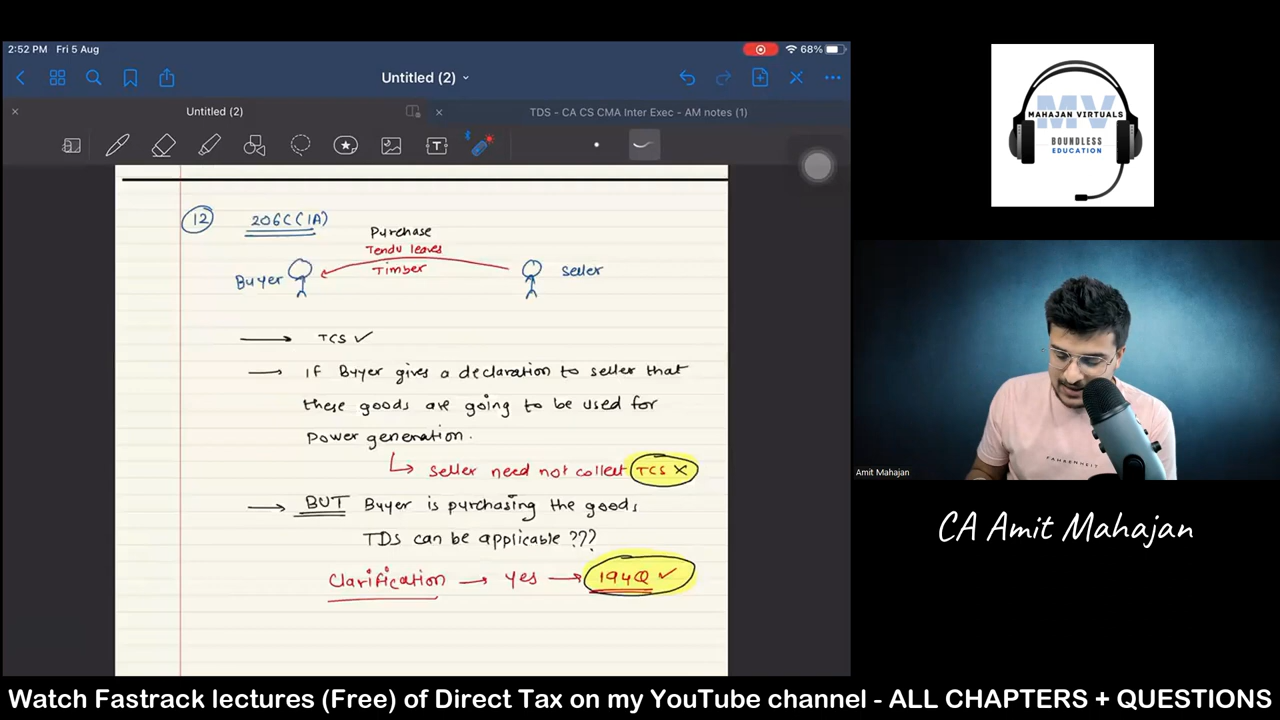 2:52 PM Fri 5 Aug
68%
Untitled (2)
Untitled (2)
TDS - CA CS CMA Inter Exec - AM notes (1)
12 206C(1A)
Purchase
Tendu leaves
Timber
Buyer
Seller
TCS ✓
If Buyer gives a declaration to seller that
these goods are going to be used for
power generation.
Seller need not collect TCS ×
BUT Buyer is purchasing the goods,
TDS can be applicable ???
Clarification → Yes → 194Q ✓
MV
MAHAJAN VIRTUALS
BOUNDLESS
EDUCATION
FAHRENHEIT
Amit Mahajan
CA Amit Mahajan
Watch Fastrack lectures (Free) of Direct Tax on my YouTube channel - ALL CHAPTERS + QUESTIONS